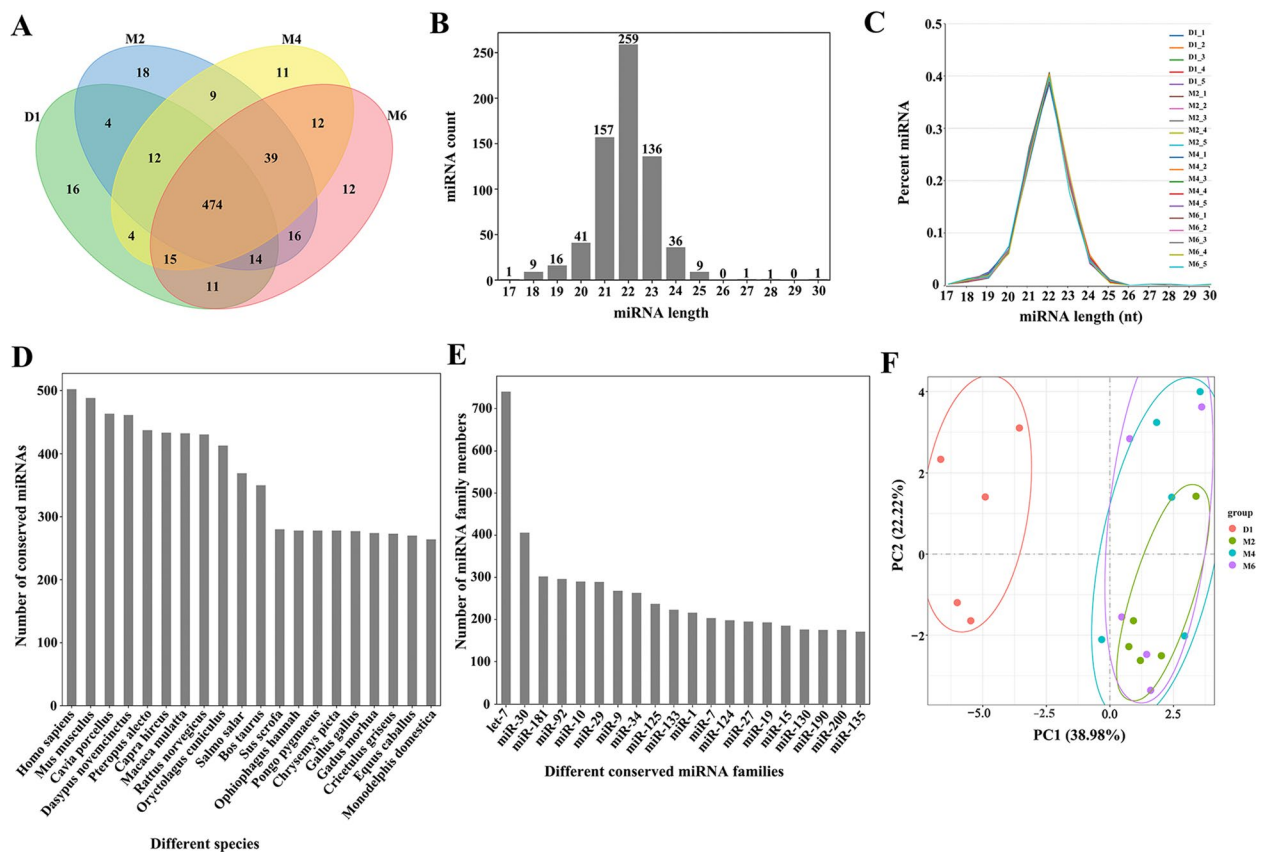 A
M2
M4
D1
M6
18
11
4
9
12
12
39
16
474
12
4
15
14
16
11
B
miRNA count
250
200
150
100
50
0
1
9
16
41
157
259
136
36
9
0
1
1
0
1
17 18 19 20 21 22 23 24 25 26 27 28 29 30
miRNA length
C
Percent miRNA
0.5
0.4
0.3
0.2
0.1
0
17 18 19 20 21 22 23 24 25 26 27 28 29 30
miRNA length (nt)
D1_1
D1_2
D1_3
D1_4
D1_5
M2_1
M2_2
M2_3
M2_4
M2_5
M4_1
M4_2
M4_3
M4_4
M4_5
M6_1
M6_2
M6_3
M6_4
M6_5
D
Number of conserved miRNAs
500
400
300
200
100
0
Homo sapiens
Mus musculus
Cavia porcellus
Dasypus novemcinctus
Pteropus alecto
Capra hircus
Macaca mulatta
Rattus norvegicus
Oryctolagus cuniculus
Salmo salar
Bos taurus
Sus scrofa
Ophiophagus hannah
Pongo pygmaeus
Chrysemys picta
Gallus gallus
Gadus morhua
Cricetulus griseus
Equus caballus
Monodelphis domestica
Different species
E
Number of miRNA family members
700
600
500
400
300
200
100
0
let-7
miR-30
miR-181
miR-92
miR-10
miR-29
miR-9
miR-34
miR-125
miR-133
miR-1
miR-7
miR-124
miR-27
miR-19
miR-15
miR-130
miR-190
miR-200
miR-135
Different conserved miRNA families
F
PC2 (22.22%)
4
2
0
−2
−5.0
−2.5
0.0
2.5
PC1 (38.98%)
group
D1
M2
M4
M6